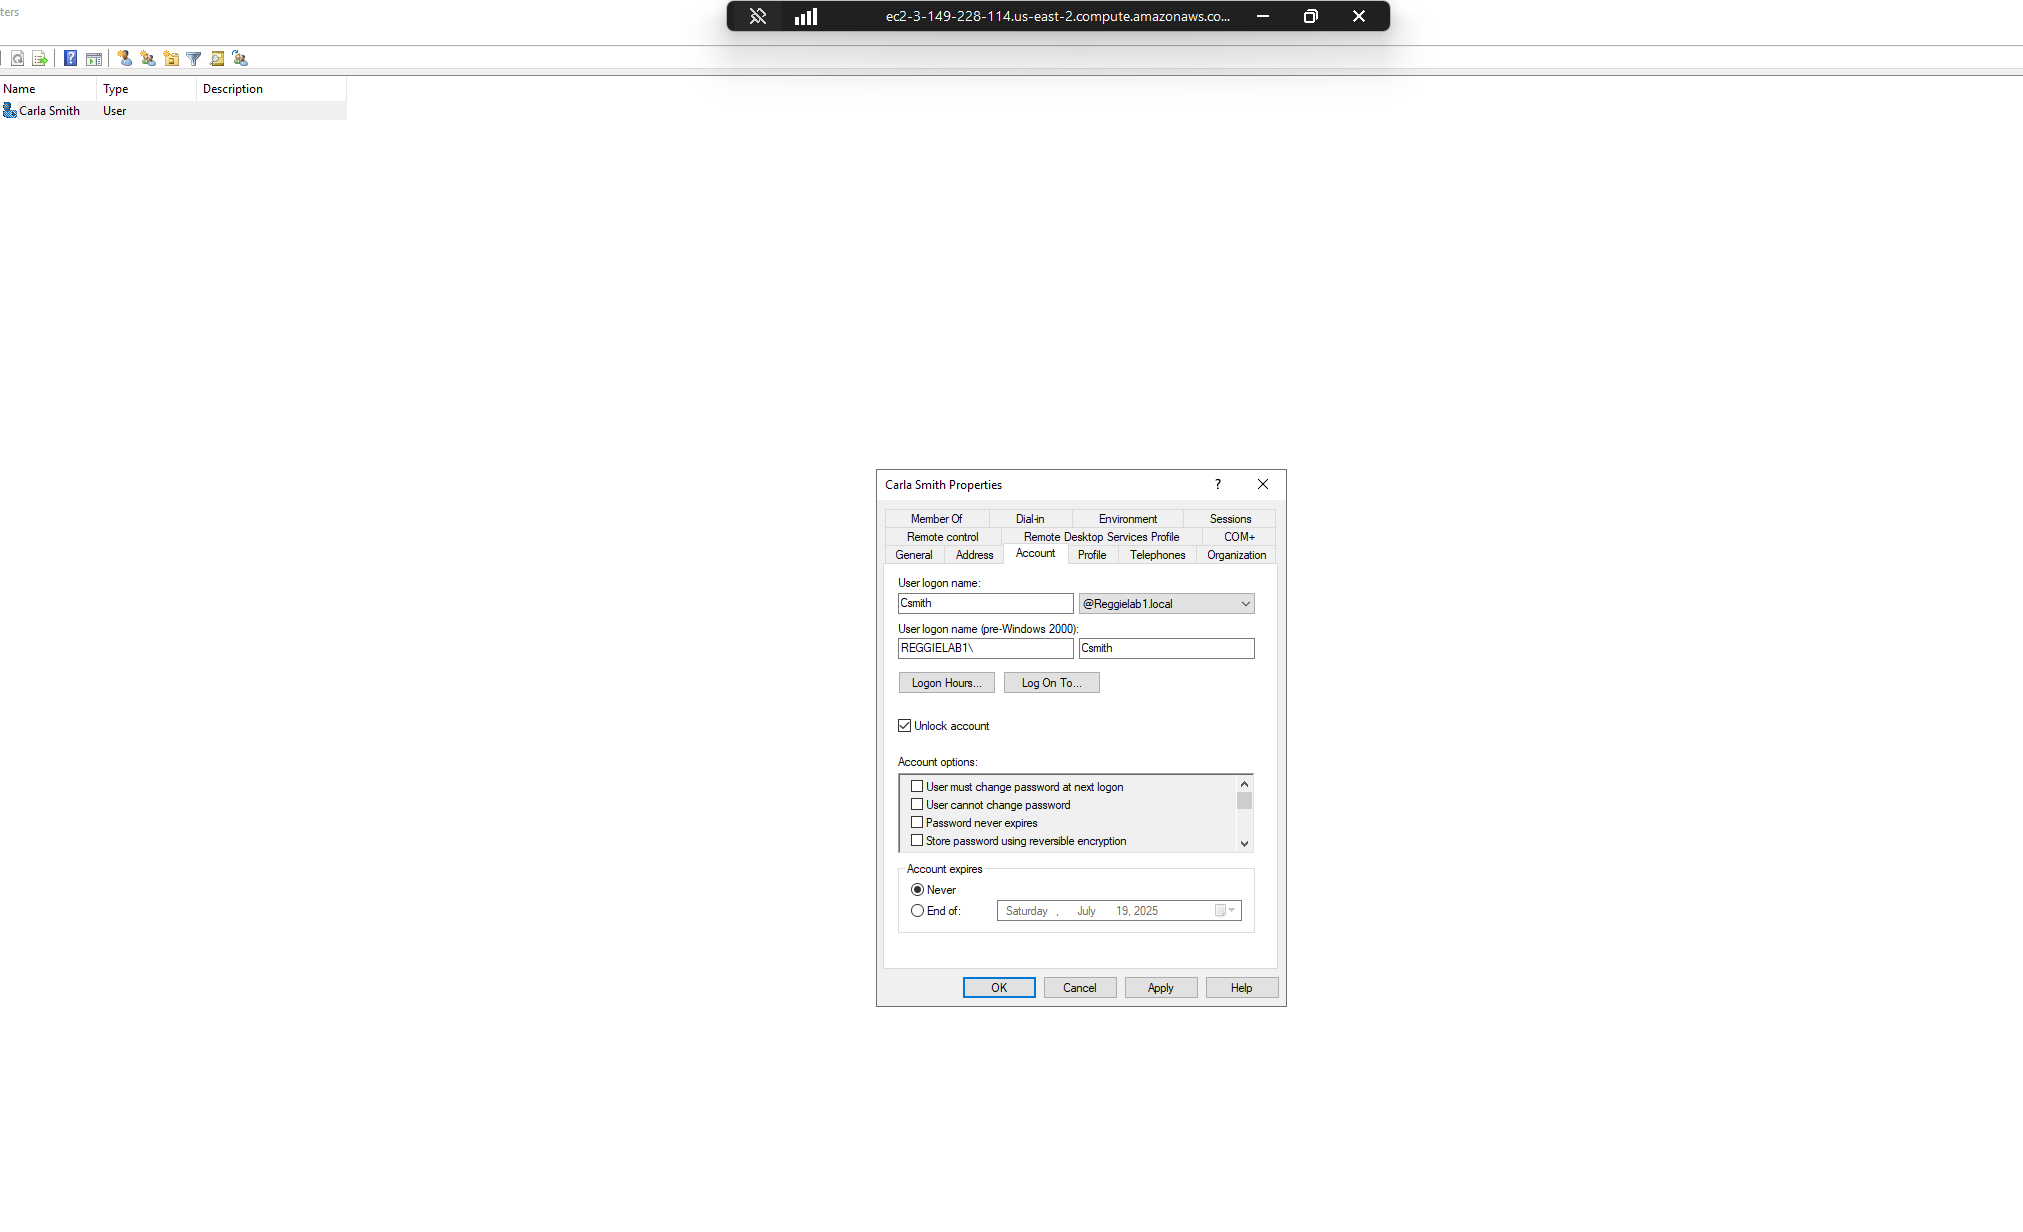 ters
ec2-3-149-228-114.us-east-2.compute.amazonaws.co...
Name Type Description
Carla Smith User
Carla Smith Properties
Member Of Dial-in Environment Sessions
Remote control Remote Desktop Services Profile COM+
General Address Account Profile Telephones Organization
User logon name:
Csmith @Reggielab1.local
User logon name (pre-Windows 2000):
REGGIELAB1\ Csmith
Logon Hours... Log On To...
Unlock account
Account options:
User must change password at next logon
User cannot change password
Password never expires
Store password using reversible encryption
Account expires
Never
End of: Saturday , July 19, 2025
OK Cancel Apply Help